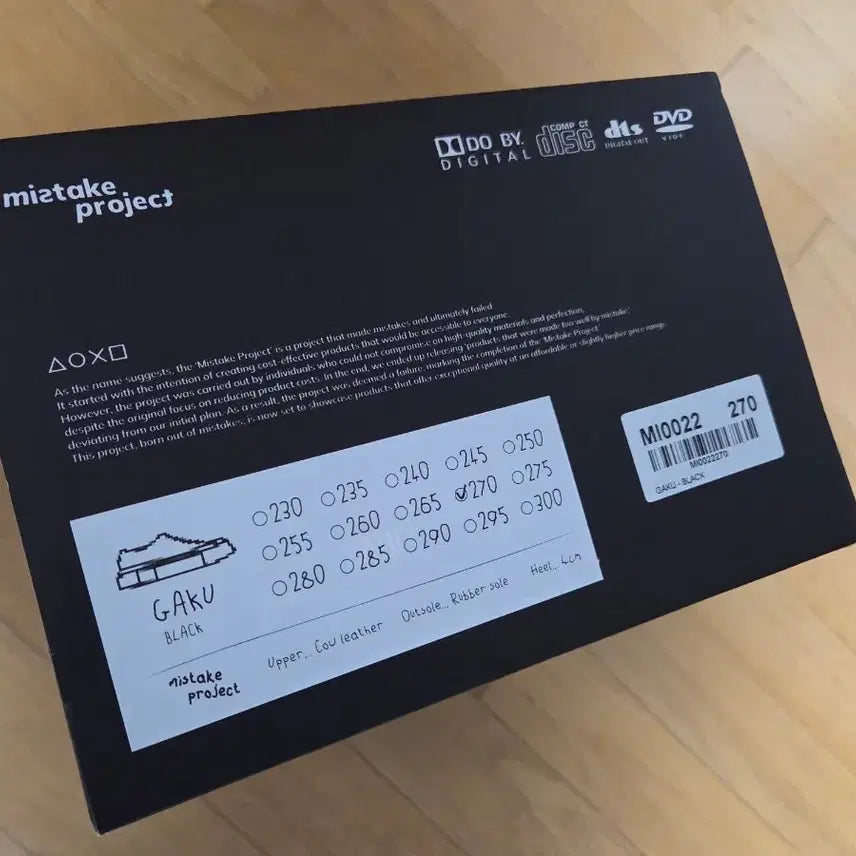 mistake
project
DO BY.
DIGITAL
COMP CT
disc
dts
DIGITAL OUT
DVD
VIDE
△○X□
As the name suggests, the 'Mistake Project' is a project that made mistakes and ultimately failed
It started with the intention of creating cost-effective products that would be accessible to everyone.
However, the project was carried out by individuals who could not compromise on high-quality materials and perfection,
despite the original focus on reducing product costs. In the end, we ended up releasing 'products that were made too well by mistake',
deviating from our initial plan. As a result, the project was deemed a failure, marking the completion of the 'Mistake Project'
This project, born out of mistakes, is now set to showcase products that offer exceptional quality at an affordable or slightly higher price range.
MI0022 270
MI0022270
GAKU - BLACK
230 235 240 245 250
255 260 265 270 275
280 285 290 295 300
GAKU
BLACK
mistake
project
Upper... Cow leather Outsole... Rubber sole Heel... 4cm